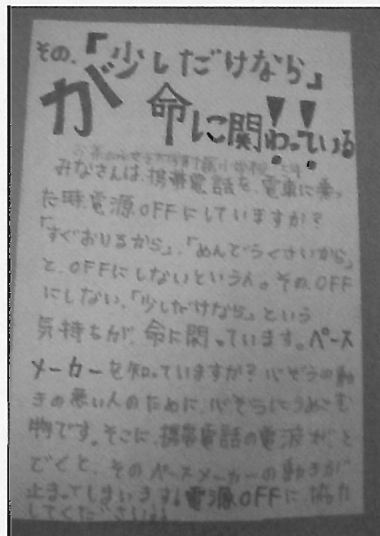 その、「少しだけなら」
が 命に関わっている!!
小学校
みなさんは、携帯電話を、電車に乗っ
た時、電源OFFにしていますか?
「すぐおりるから」、「めんどうくさいから」
と、OFFにしないという人。その、OFF
にしない、「少しだけなら」という
気持ちが、命に関っています。ペース
メーカーを知っていますか?心ぞうの動
きの悪い人のために、心ぞうにうめこむ
物です。そこに、携帯電話の電波が、と
どくと、そのペースメーカーの動きが
止まってしまいます!電源OFFに協力
してください!!